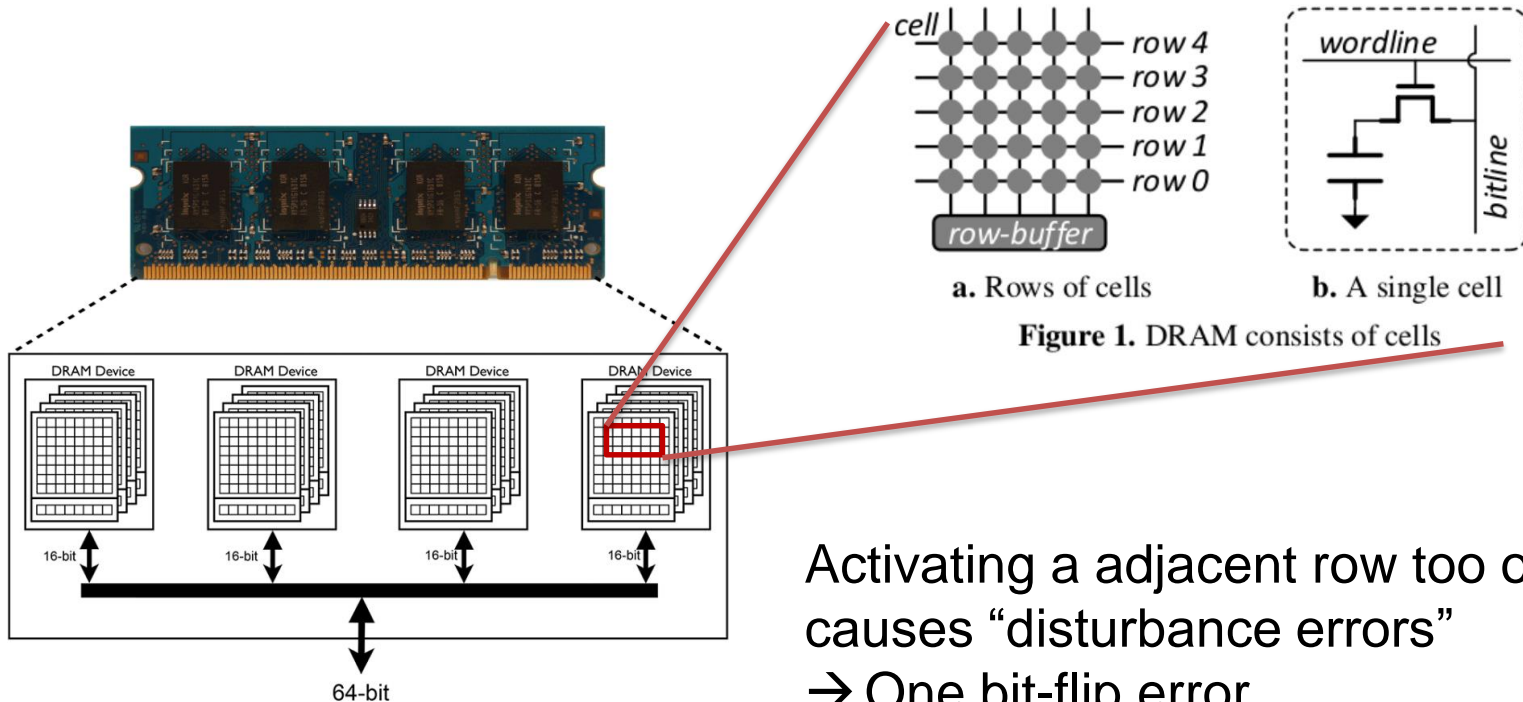 cell
row 4
row 3
row 2
row 1
row 0
row-buffer
a. Rows of cells
wordline
bitline
b. A single cell
Figure 1. DRAM consists of cells
DRAM Device DRAM Device DRAM Device DRAM Device
16-bit 16-bit 16-bit 16-bit
64-bit
Activating a adjacent row too
causes “disturbance errors”
→ One bit-flip error